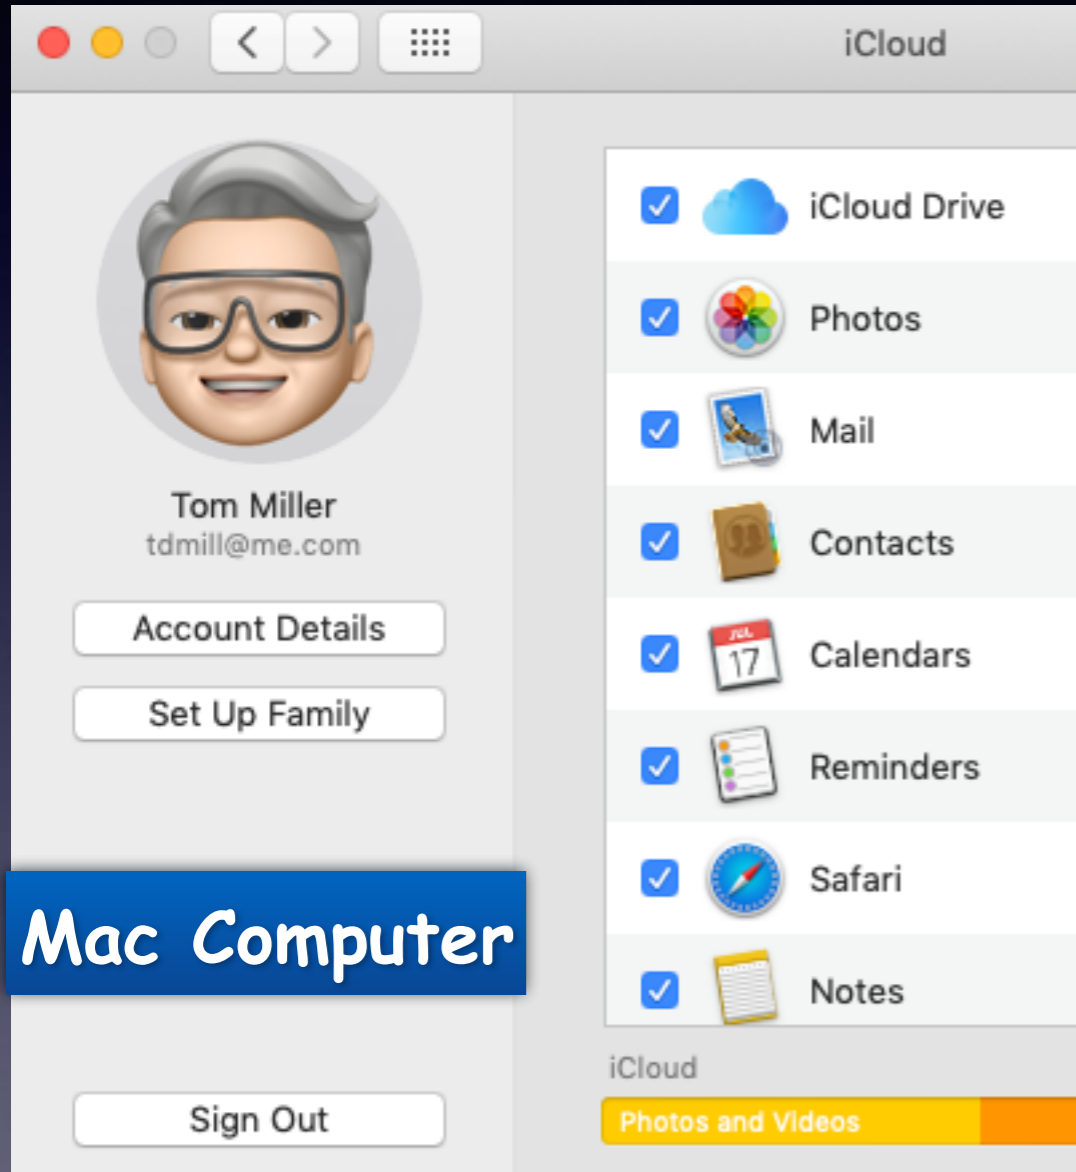 iCloud
Tom Miller
tdmill@me.com
Account Details
Set Up Family
Mac Computer
Sign Out
iCloud Drive
Photos
Mail
Contacts
JUL
17
Calendars
Reminders
Safari
Notes
iCloud
Photos and Videos